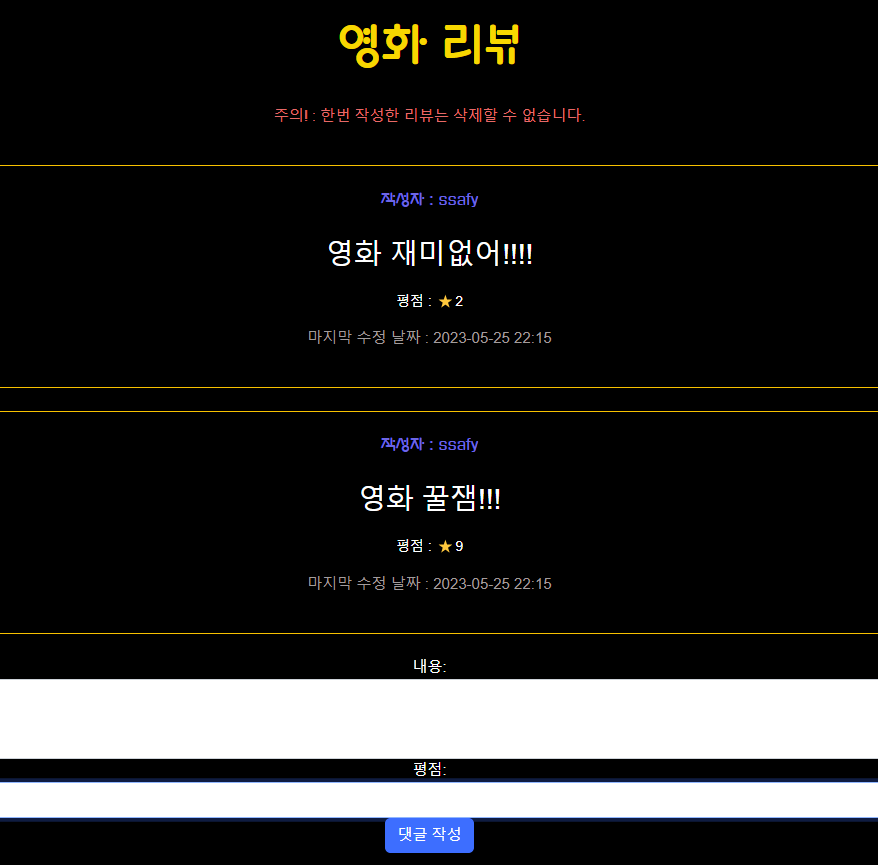 영화 리뷰
주의! : 한번 작성한 리뷰는 삭제할 수 없습니다.
작성자 : ssafy
영화 재미없어!!!!
평점 : ⭐2
마지막 수정 날짜 : 2023-05-25 22:15
작성자 : ssafy
영화 꿀잼!!!
평점 : ⭐9
마지막 수정 날짜 : 2023-05-25 22:15
내용:
평점:
댓글 작성